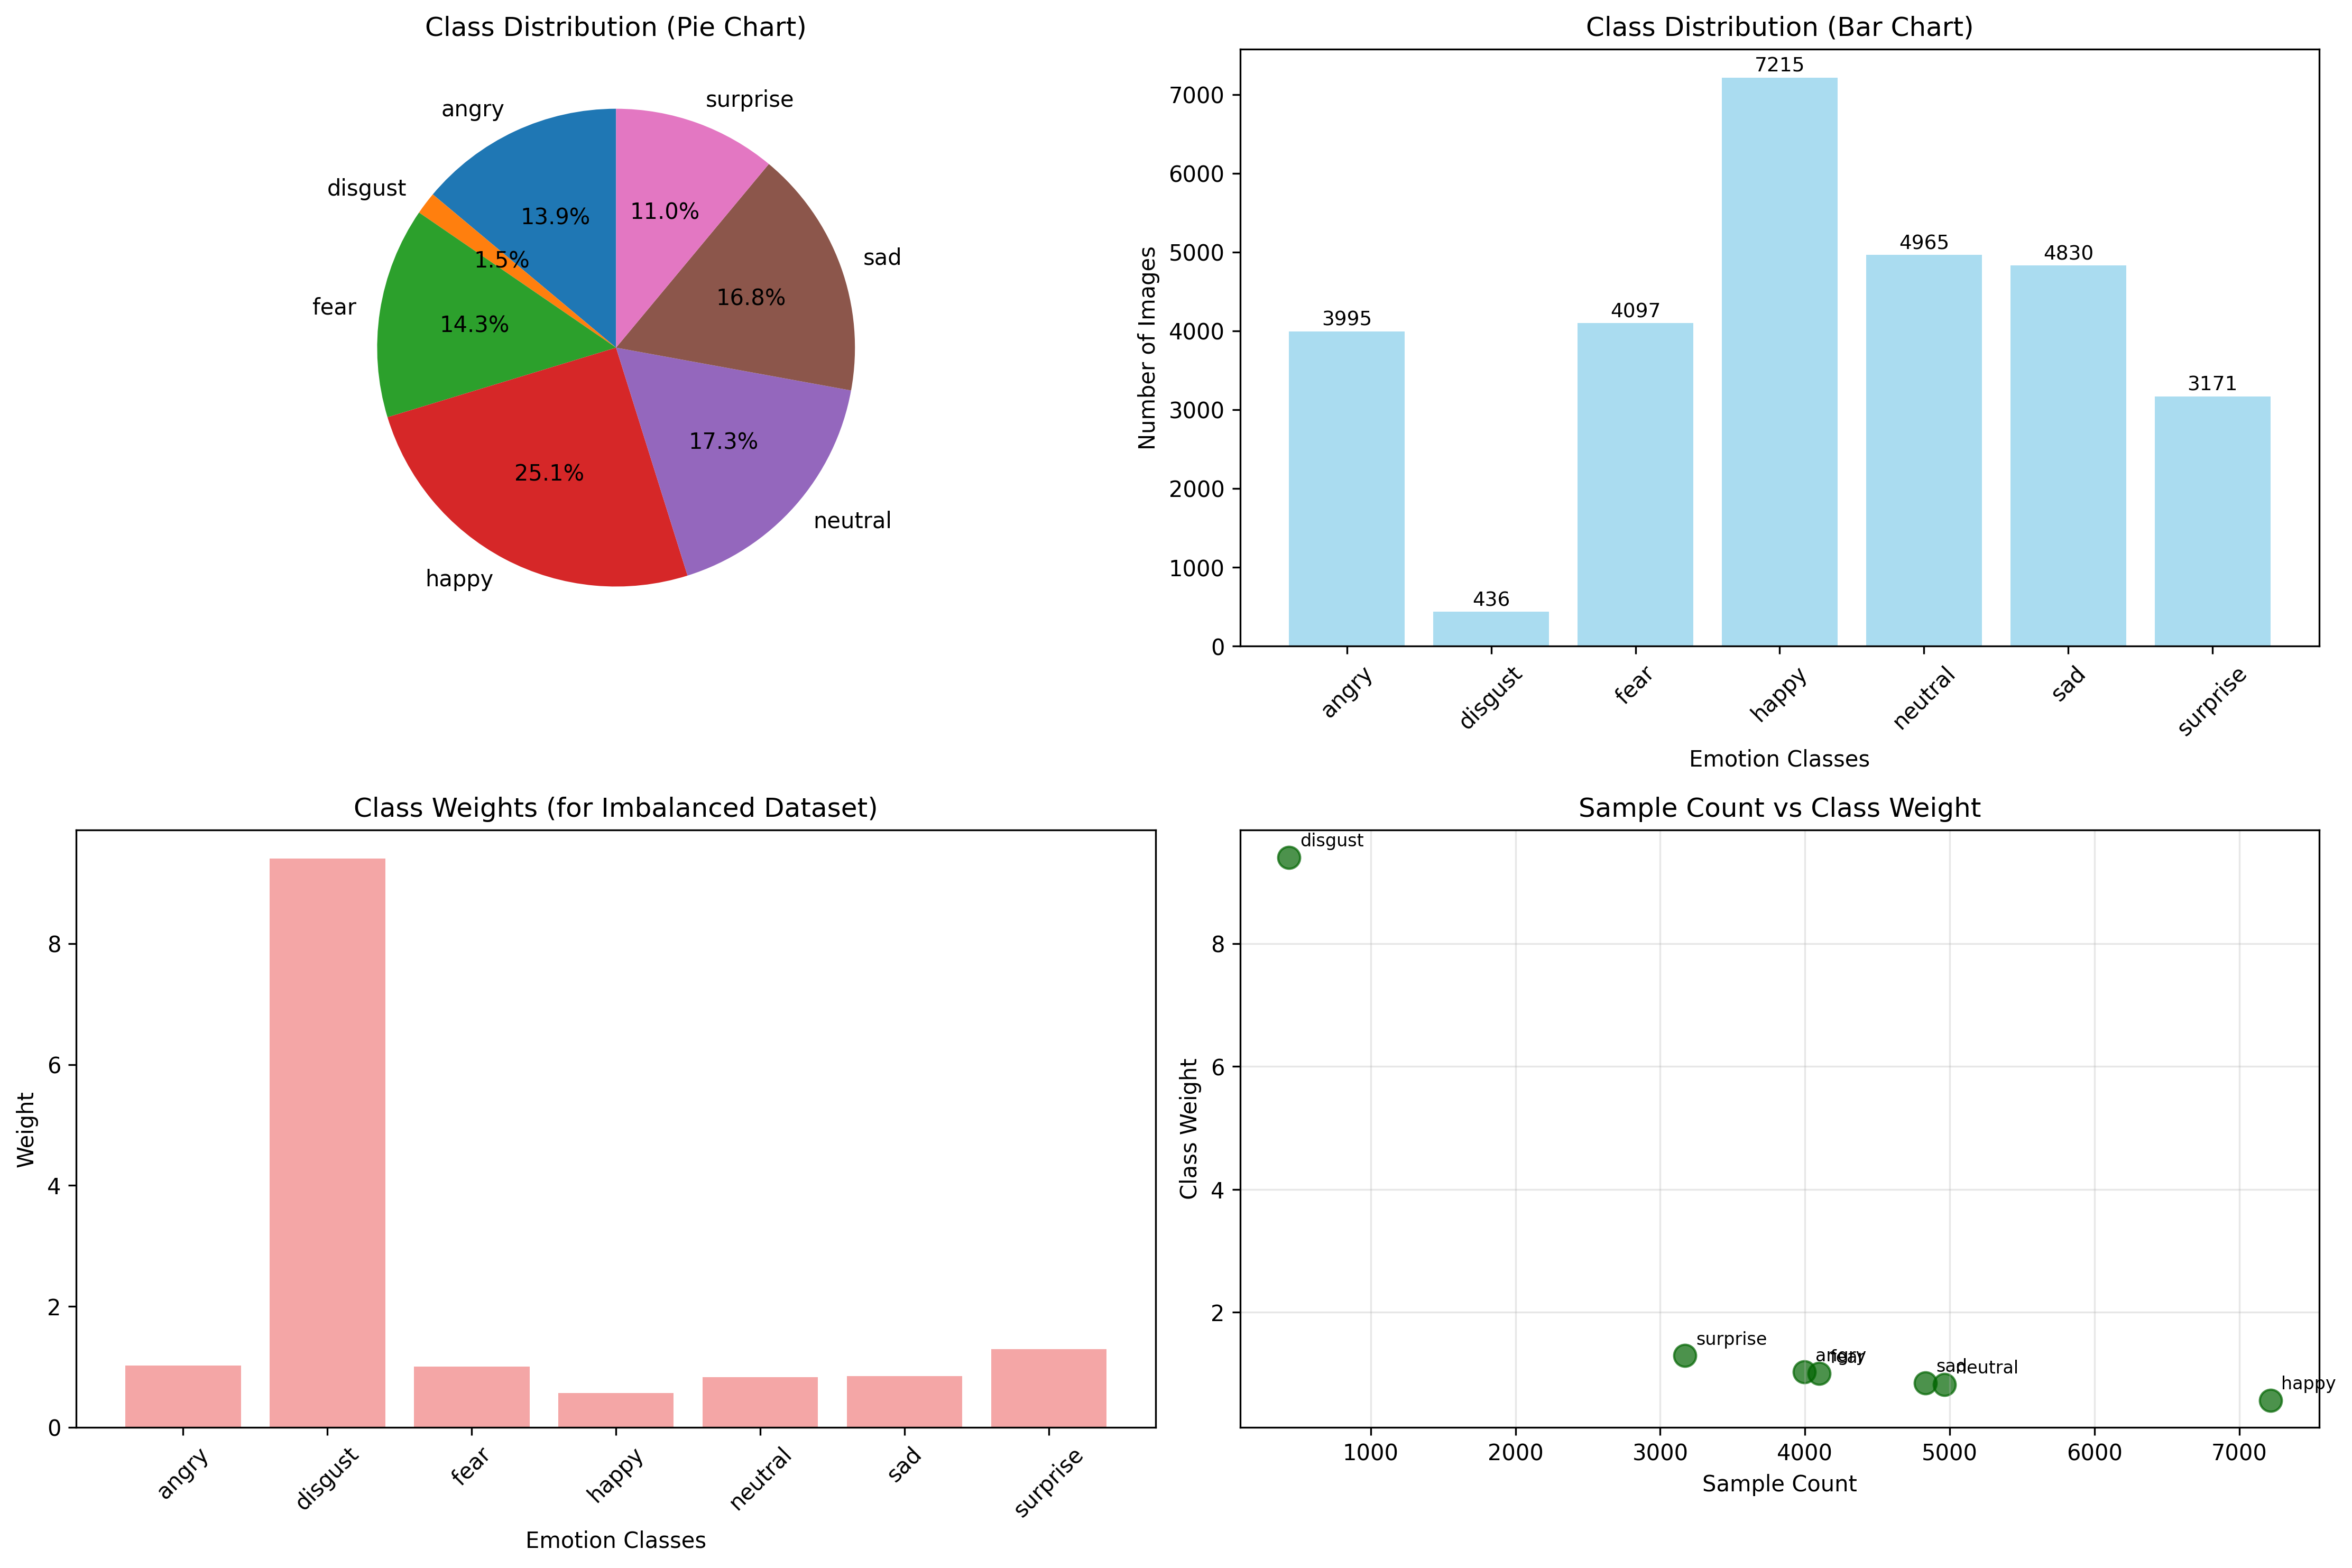 Class Distribution (Pie Chart)
angry
disgust
fear
happy
neutral
sad
surprise
13.9%
1.5%
14.3%
25.1%
17.3%
16.8%
11.0%
Class Distribution (Bar Chart)
Number of Images
7000
6000
5000
4000
3000
2000
1000
0
3995
436
4097
7215
4965
4830
3171
angry
disgust
fear
happy
neutral
sad
surprise
Emotion Classes
Class Weights (for Imbalanced Dataset)
Weight
8
6
4
2
0
angry
disgust
fear
happy
neutral
sad
surprise
Emotion Classes
Sample Count vs Class Weight
Class Weight
8
6
4
2
disgust
surprise
angry
fear
sad
neutral
happy
1000
2000
3000
4000
5000
6000
7000
Sample Count